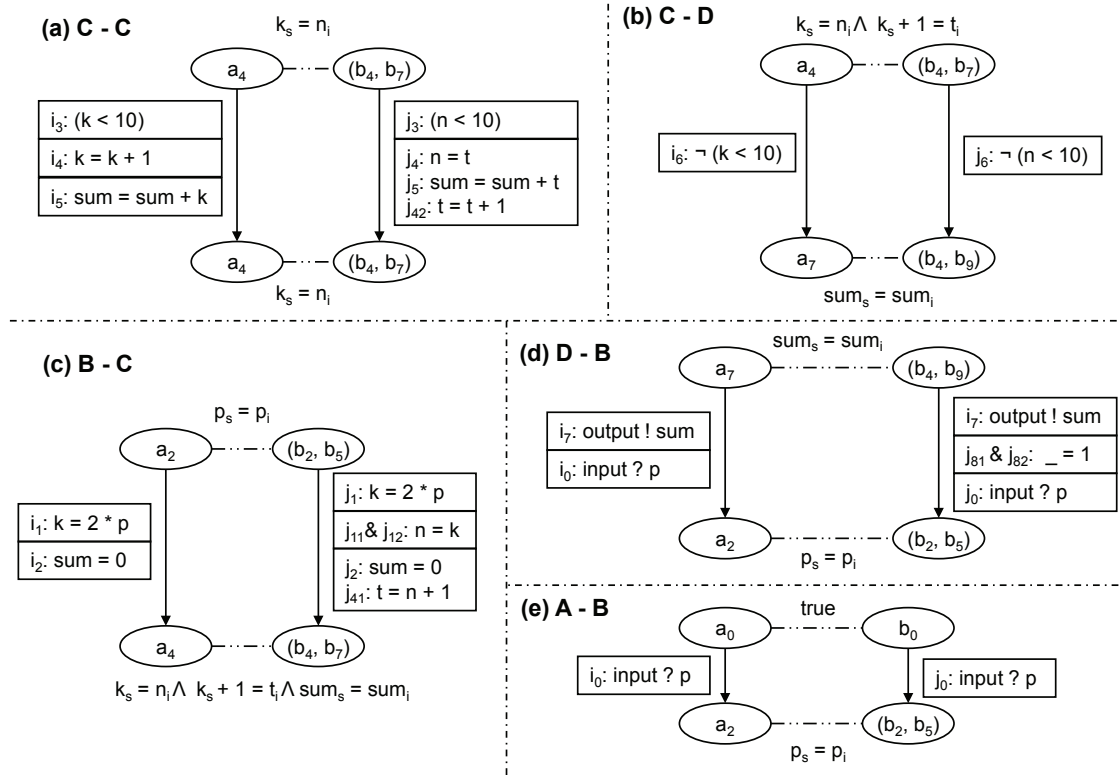 (a) C - C
k_s = n_i
a_4
(b_4, b_7)
i_3: (k < 10)
i_4: k = k + 1
i_5: sum = sum + k
j_3: (n < 10)
j_4: n = t
j_5: sum = sum + t
j_42: t = t + 1
a_4
(b_4, b_7)
k_s = n_i
(b) C - D
k_s = n_i Λ k_s + 1 = t_i
a_4
(b_4, b_7)
i_6: ¬ (k < 10)
j_6: ¬ (n < 10)
a_7
(b_4, b_9)
sum_s = sum_i
(c) B - C
p_s = p_i
a_2
(b_2, b_5)
i_1: k = 2 * p
i_2: sum = 0
j_1: k = 2 * p
j_11 & j_12: n = k
j_2: sum = 0
j_41: t = n + 1
a_4
(b_4, b_7)
k_s = n_i Λ k_s + 1 = t_i Λ sum_s = sum_i
(d) D - B
sum_s = sum_i
a_7
(b_4, b_9)
i_7: output ! sum
i_0: input ? p
i_7: output ! sum
j_81 & j_82: _ = 1
j_0: input ? p
a_2
(b_2, b_5)
p_s = p_i
(e) A - B
true
a_0
b_0
i_0: input ? p
j_0: input ? p
a_2
(b_2, b_5)
p_s = p_i